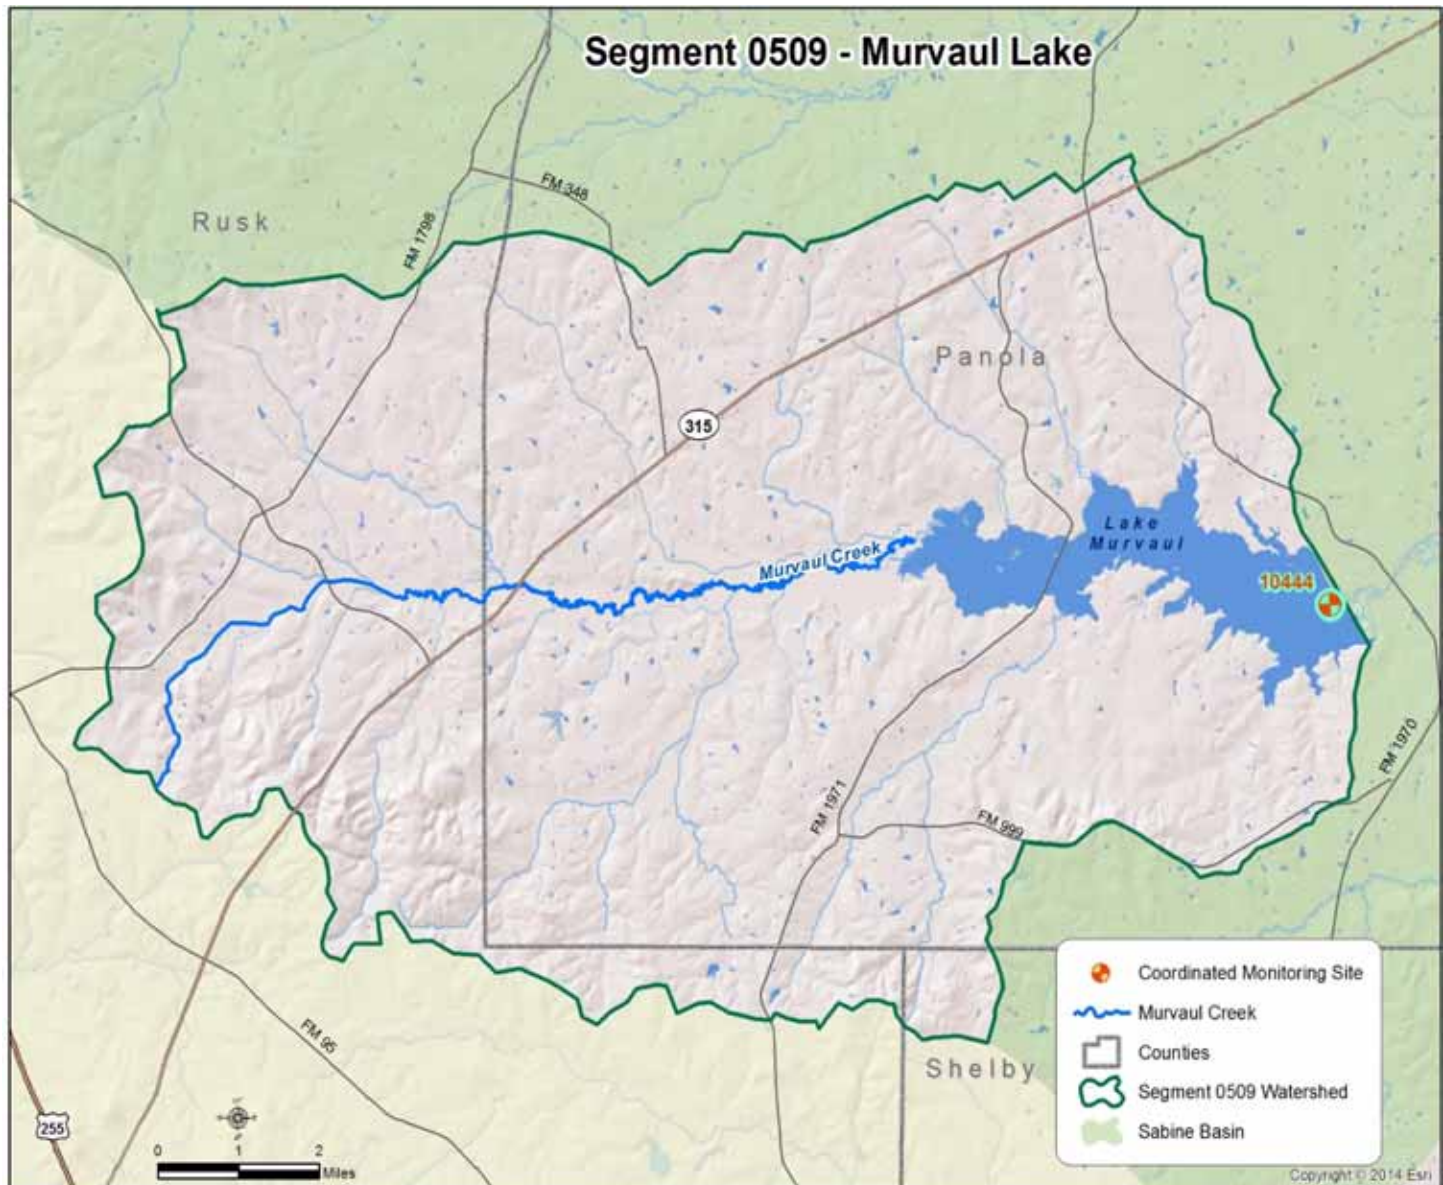 Segment 0509 - Murvaul Lake
Rusk
FM 348
FM 1798
Panola
315
Lake
Murvaul
Murvaul Creek
10444
FM 1970
FM 1971
FM 999
Shelby
FM 95
255
0 1 2
Miles
Coordinated Monitoring Site
Murvaul Creek
Counties
Segment 0509 Watershed
Sabine Basin
Copyright © 2014 Esri